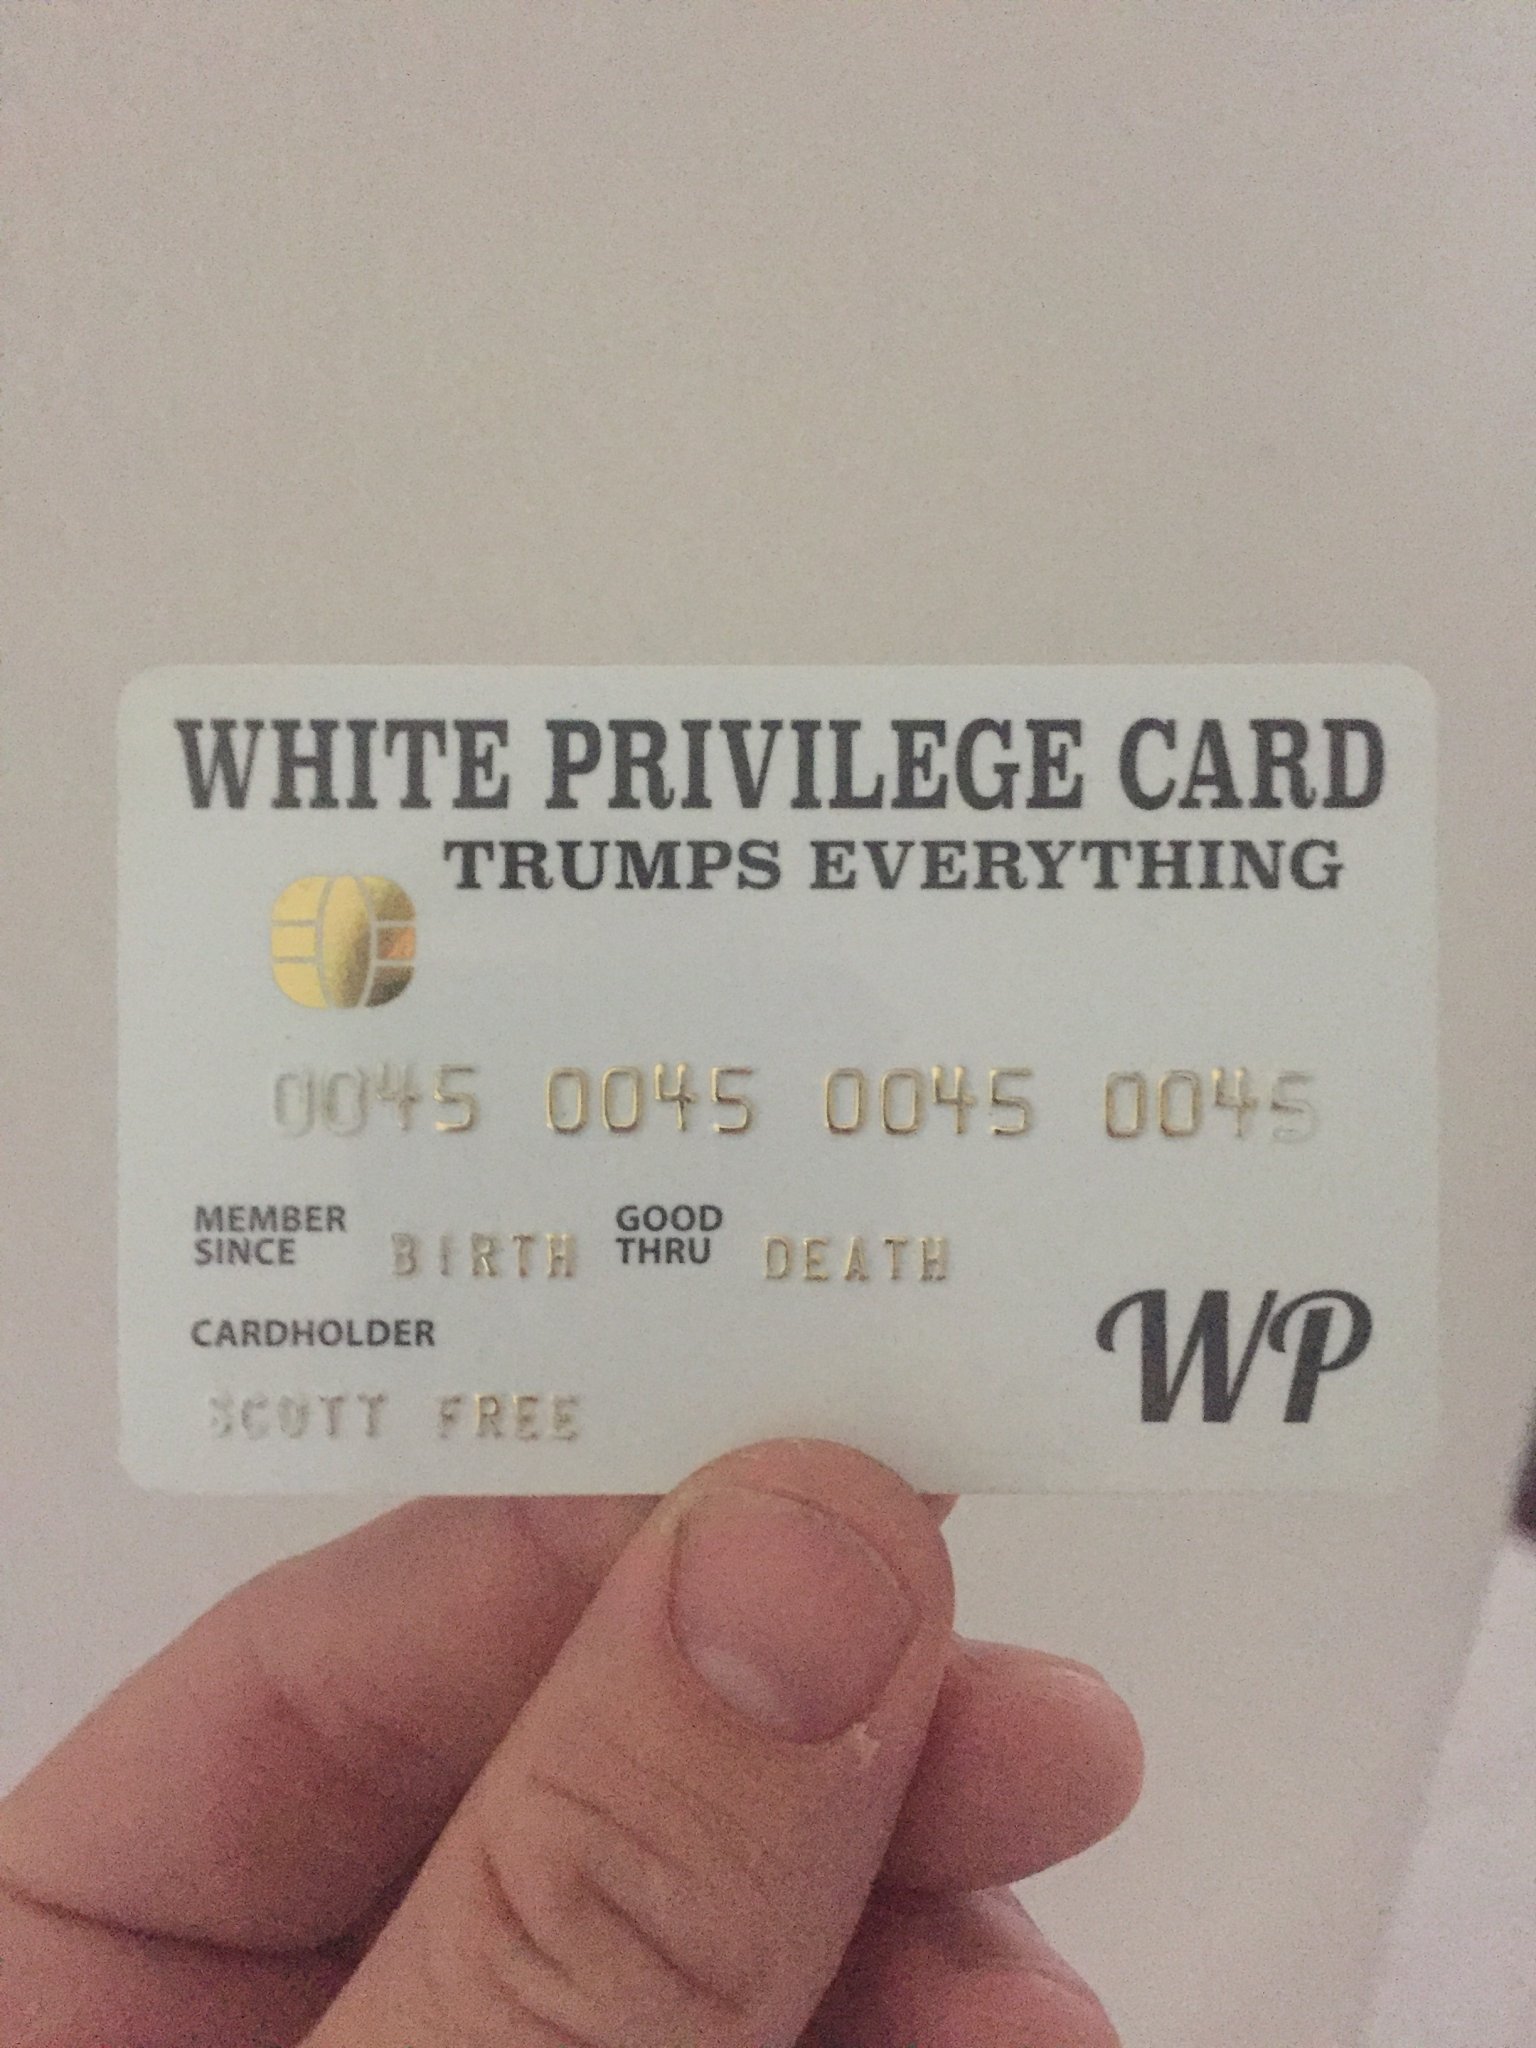 WHITE PRIVILEGE CARD
TRUMPS EVERYTHING
0045 0045 0045 0045
MEMBER SINCE BIRTH GOOD THRU DEATH
CARDHOLDER
SCOTT FREE
WP